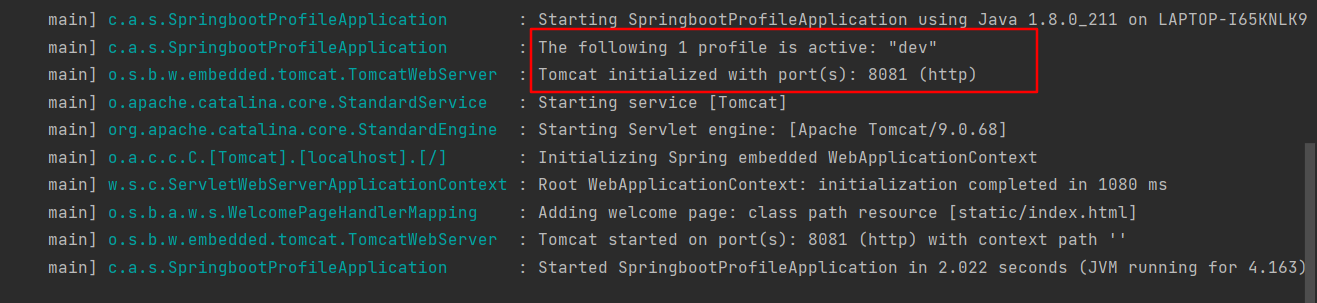 main] c.a.s.SpringbootProfileApplication : Starting SpringbootProfileApplication using Java 1.8.0_211 on LAPTOP-I65KNLK9
main] c.a.s.SpringbootProfileApplication : The following 1 profile is active: "dev"
main] o.s.b.w.embedded.tomcat.TomcatWebServer : Tomcat initialized with port(s): 8081 (http)
main] o.apache.catalina.core.StandardService : Starting service [Tomcat]
main] org.apache.catalina.core.StandardEngine : Starting Servlet engine: [Apache Tomcat/9.0.68]
main] o.a.c.c.C.[Tomcat].[localhost].[/] : Initializing Spring embedded WebApplicationContext
main] w.s.c.ServletWebServerApplicationContext : Root WebApplicationContext: initialization completed in 1080 ms
main] o.s.b.a.w.s.WelcomePageHandlerMapping : Adding welcome page: class path resource [static/index.html]
main] o.s.b.w.embedded.tomcat.TomcatWebServer : Tomcat started on port(s): 8081 (http) with context path ''
main] c.a.s.SpringbootProfileApplication : Started SpringbootProfileApplication in 2.022 seconds (JVM running for 4.163)